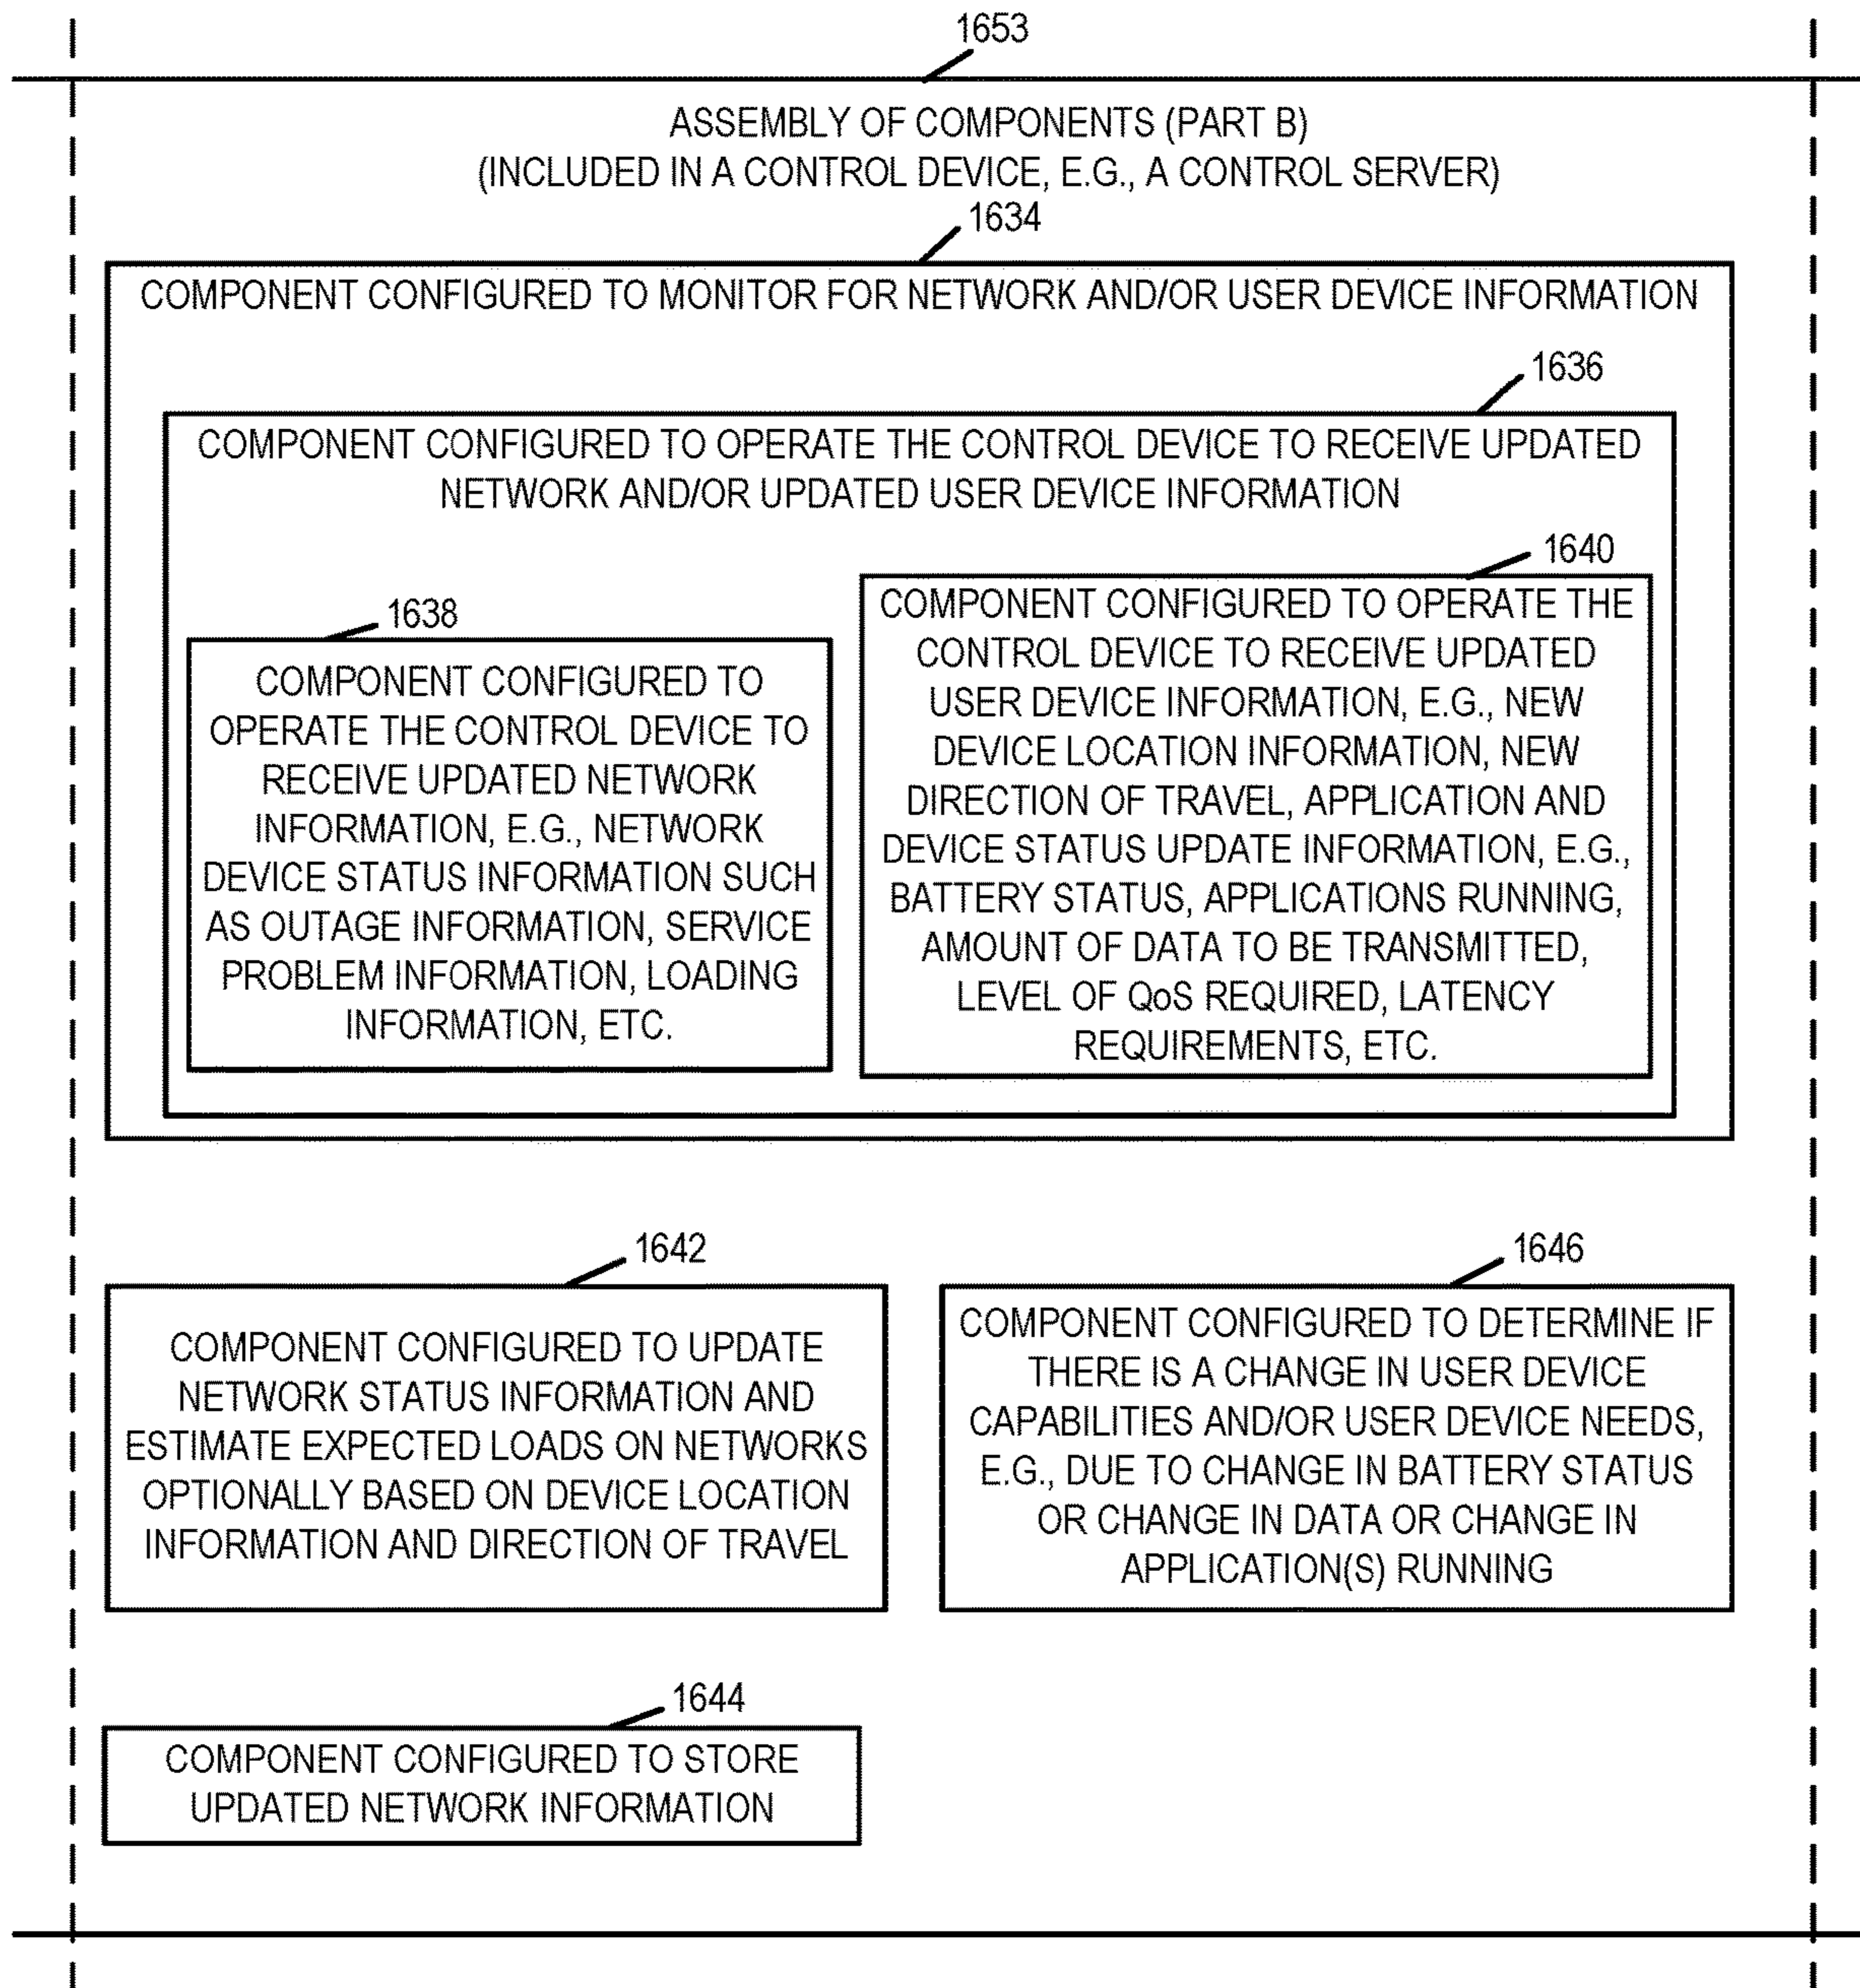 1653
ASSEMBLY OF COMPONENTS (PART B)
(INCLUDED IN A CONTROL DEVICE, E.G., A CONTROL SERVER)
1634
COMPONENT CONFIGURED TO MONITOR FOR NETWORK AND/OR USER DEVICE INFORMATION
1636
COMPONENT CONFIGURED TO OPERATE THE CONTROL DEVICE TO RECEIVE UPDATED
NETWORK AND/OR UPDATED USER DEVICE INFORMATION
1638
COMPONENT CONFIGURED TO
OPERATE THE CONTROL DEVICE TO
RECEIVE UPDATED NETWORK
INFORMATION, E.G., NETWORK
DEVICE STATUS INFORMATION SUCH
AS OUTAGE INFORMATION, SERVICE
PROBLEM INFORMATION, LOADING
INFORMATION, ETC.
1640
COMPONENT CONFIGURED TO OPERATE THE
CONTROL DEVICE TO RECEIVE UPDATED
USER DEVICE INFORMATION, E.G., NEW
DEVICE LOCATION INFORMATION, NEW
DIRECTION OF TRAVEL, APPLICATION AND
DEVICE STATUS UPDATE INFORMATION, E.G.,
BATTERY STATUS, APPLICATIONS RUNNING,
AMOUNT OF DATA TO BE TRANSMITTED,
LEVEL OF QoS REQUIRED, LATENCY
REQUIREMENTS, ETC.
1642
COMPONENT CONFIGURED TO UPDATE
NETWORK STATUS INFORMATION AND
ESTIMATE EXPECTED LOADS ON NETWORKS
OPTIONALLY BASED ON DEVICE LOCATION
INFORMATION AND DIRECTION OF TRAVEL
1646
COMPONENT CONFIGURED TO DETERMINE IF
THERE IS A CHANGE IN USER DEVICE
CAPABILITIES AND/OR USER DEVICE NEEDS,
E.G., DUE TO CHANGE IN BATTERY STATUS
OR CHANGE IN DATA OR CHANGE IN
APPLICATION(S) RUNNING
1644
COMPONENT CONFIGURED TO STORE
UPDATED NETWORK INFORMATION